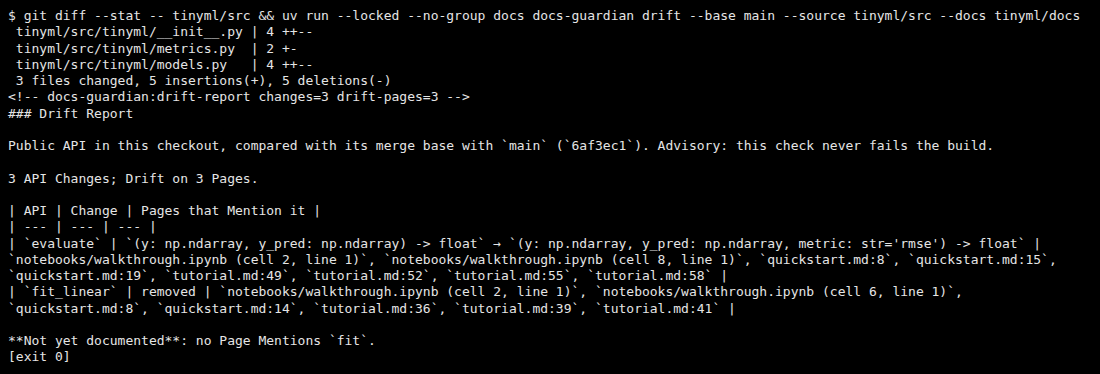 $ git diff --stat -- tinyml/src && uv run --locked --no-group docs docs-guardian drift --base main --source tinyml/src --docs tinyml/docs
 tinyml/src/tinyml/__init__.py | 4 ++--
 tinyml/src/tinyml/metrics.py  | 2 +-
 tinyml/src/tinyml/models.py   | 4 ++--
 3 files changed, 5 insertions(+), 5 deletions(-)
<!-- docs-guardian:drift-report changes=3 drift-pages=3 -->
### Drift Report

Public API in this checkout, compared with its merge base with `main` (`6af3ec1`). Advisory: this check never fails the build.

3 API Changes; Drift on 3 Pages.

| API | Change | Pages that Mention it |
| --- | --- | --- |
| `evaluate` | `(y: np.ndarray, y_pred: np.ndarray) -> float` → `(y: np.ndarray, y_pred: np.ndarray, metric: str='rmse') -> float` |
`notebooks/walkthrough.ipynb (cell 2, line 1)`, `notebooks/walkthrough.ipynb (cell 8, line 1)`, `quickstart.md:8`, `quickstart.md:15`,
`quickstart.md:19`, `tutorial.md:49`, `tutorial.md:52`, `tutorial.md:55`, `tutorial.md:58` |
| `fit_linear` | removed | `notebooks/walkthrough.ipynb (cell 2, line 1)`, `notebooks/walkthrough.ipynb (cell 6, line 1)`,
`quickstart.md:8`, `quickstart.md:14`, `tutorial.md:36`, `tutorial.md:39`, `tutorial.md:41` |

**Not yet documented**: no Page Mentions `fit`.
[exit 0]